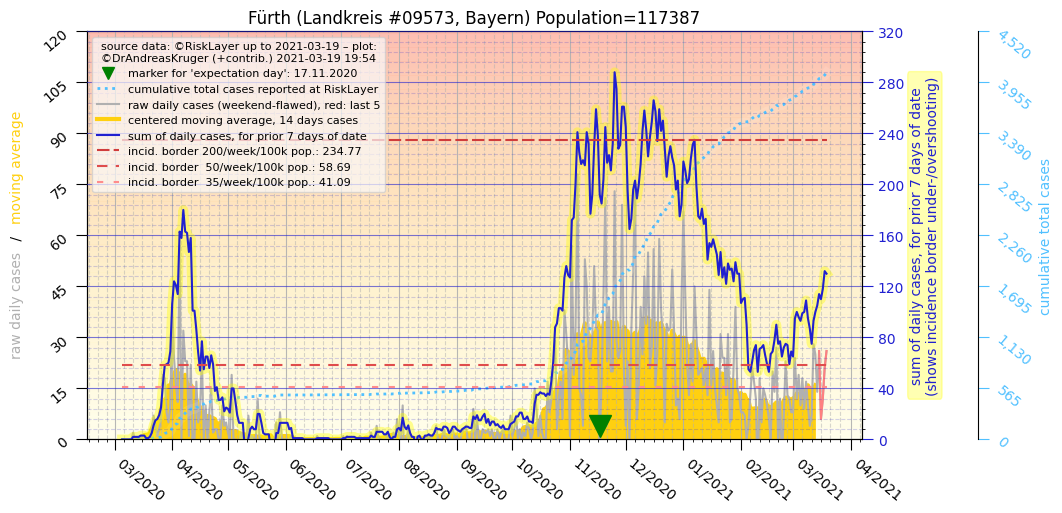 Fürth (Landkreis #09573, Bayern) Population=117387
source data: ©RiskLayer up to 2021-03-19 – plot:
©DrAndreasKruger (+contrib.) 2021-03-19 19:54
marker for 'expectation day': 17.11.2020
cumulative total cases reported at RiskLayer
raw daily cases (weekend-flawed), red: last 5
centered moving average, 14 days cases
sum of daily cases, for prior 7 days of date
incid. border 200/week/100k pop.: 234.77
incid. border  50/week/100k pop.: 58.69
incid. border  35/week/100k pop.: 41.09
raw daily cases / moving average
120
105
90
75
60
45
30
15
0
03/2020
04/2020
05/2020
06/2020
07/2020
08/2020
09/2020
10/2020
11/2020
12/2020
01/2021
02/2021
03/2021
04/2021
320
280
240
200
160
120
80
40
0
sum of daily cases, for prior 7 days of date
(shows incidence border under-/overshooting)
4,520
3,955
3,390
2,825
2,260
1,695
1,130
565
0
cumulative total cases